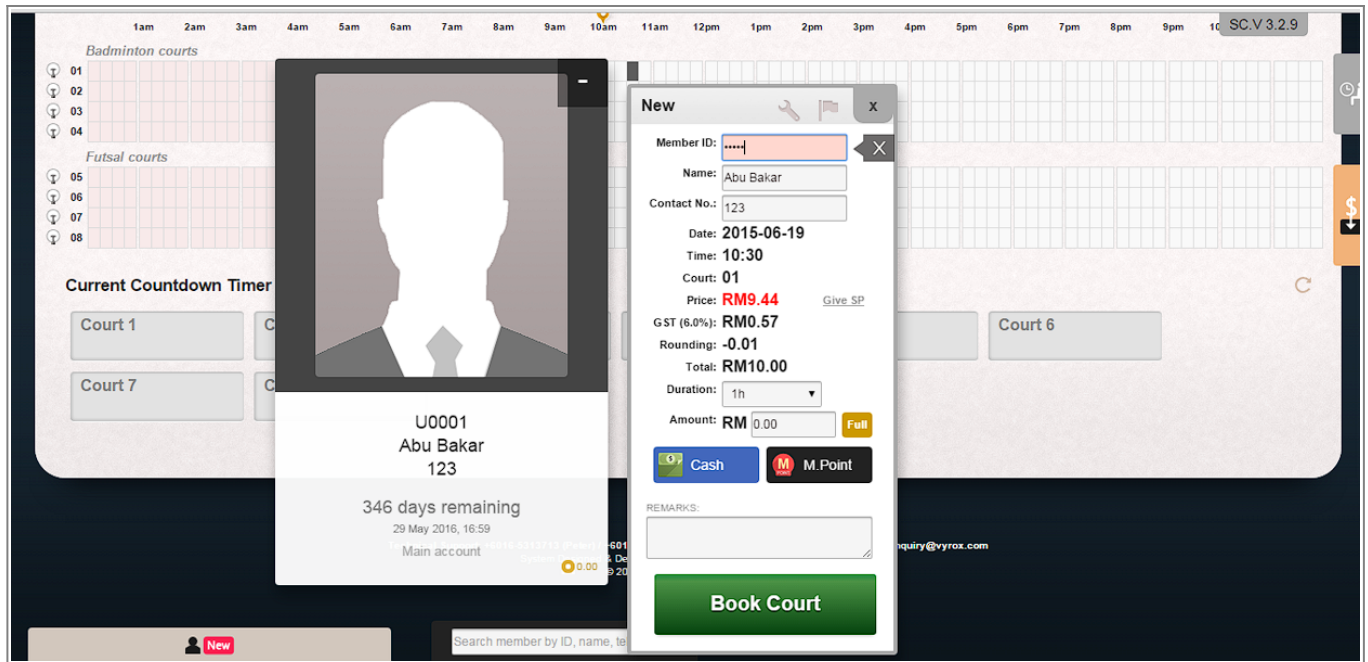 1am 2am 3am 4am 5am 6am 7am 8am 9am 10am 11am 12pm 1pm 2pm 3pm 4pm 5pm 6pm 7pm 8pm 9pm 10
SC.V 3.2.9
Badminton courts
01
02
03
04
Futsal courts
05
06
07
08
Current Countdown Timer
Court 1
C
Court 6
Court 7
C
-
U0001
Abu Bakar
123
346 days remaining
29 May 2016, 16:59
Main account
0.00
New
x
Member ID: •••••
X
Name: Abu Bakar
Contact No.: 123
Date: 2015-06-19
Time: 10:30
Court: 01
Price: RM9.44 Give SP
GST (6.0%): RM0.57
Rounding: -0.01
Total: RM10.00
Duration: 1h
Amount: RM 0.00 Full
Cash
M M.Point
REMARKS:
Book Court
nquiry@vyrox.com
New
Search member by ID, name, te